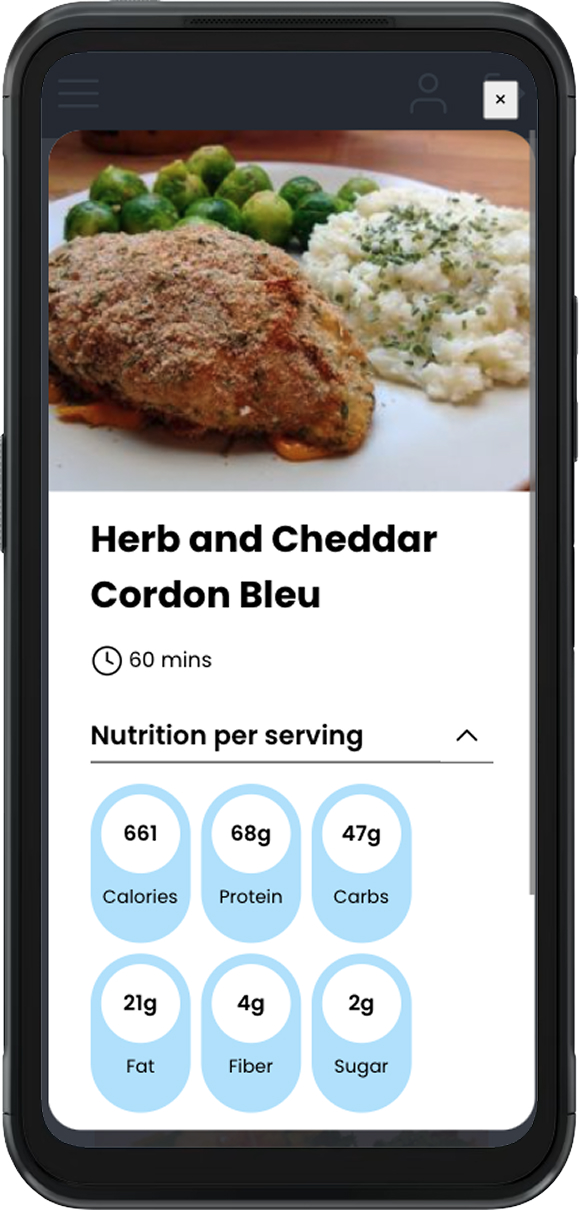 ×
Herb and Cheddar
Cordon Bleu
60 mins
Nutrition per serving
661 68g 47g
Calories Protein Carbs
21g 4g 2g
Fat Fiber Sugar